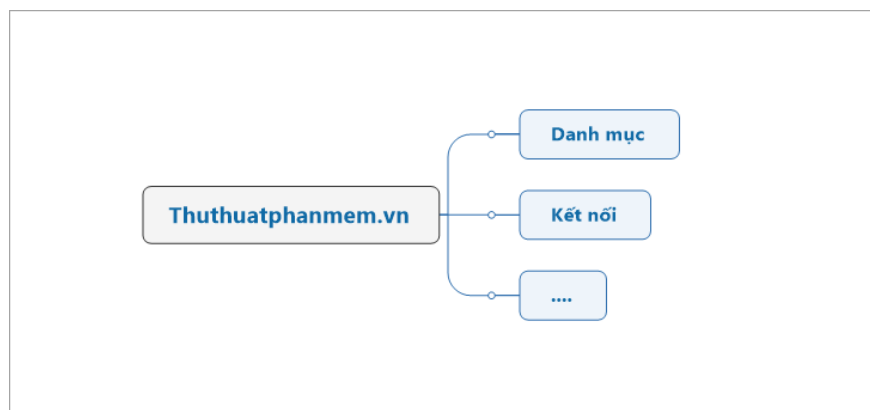 Danh mục
Thuthuatphanmem.vn
Kết nối
....